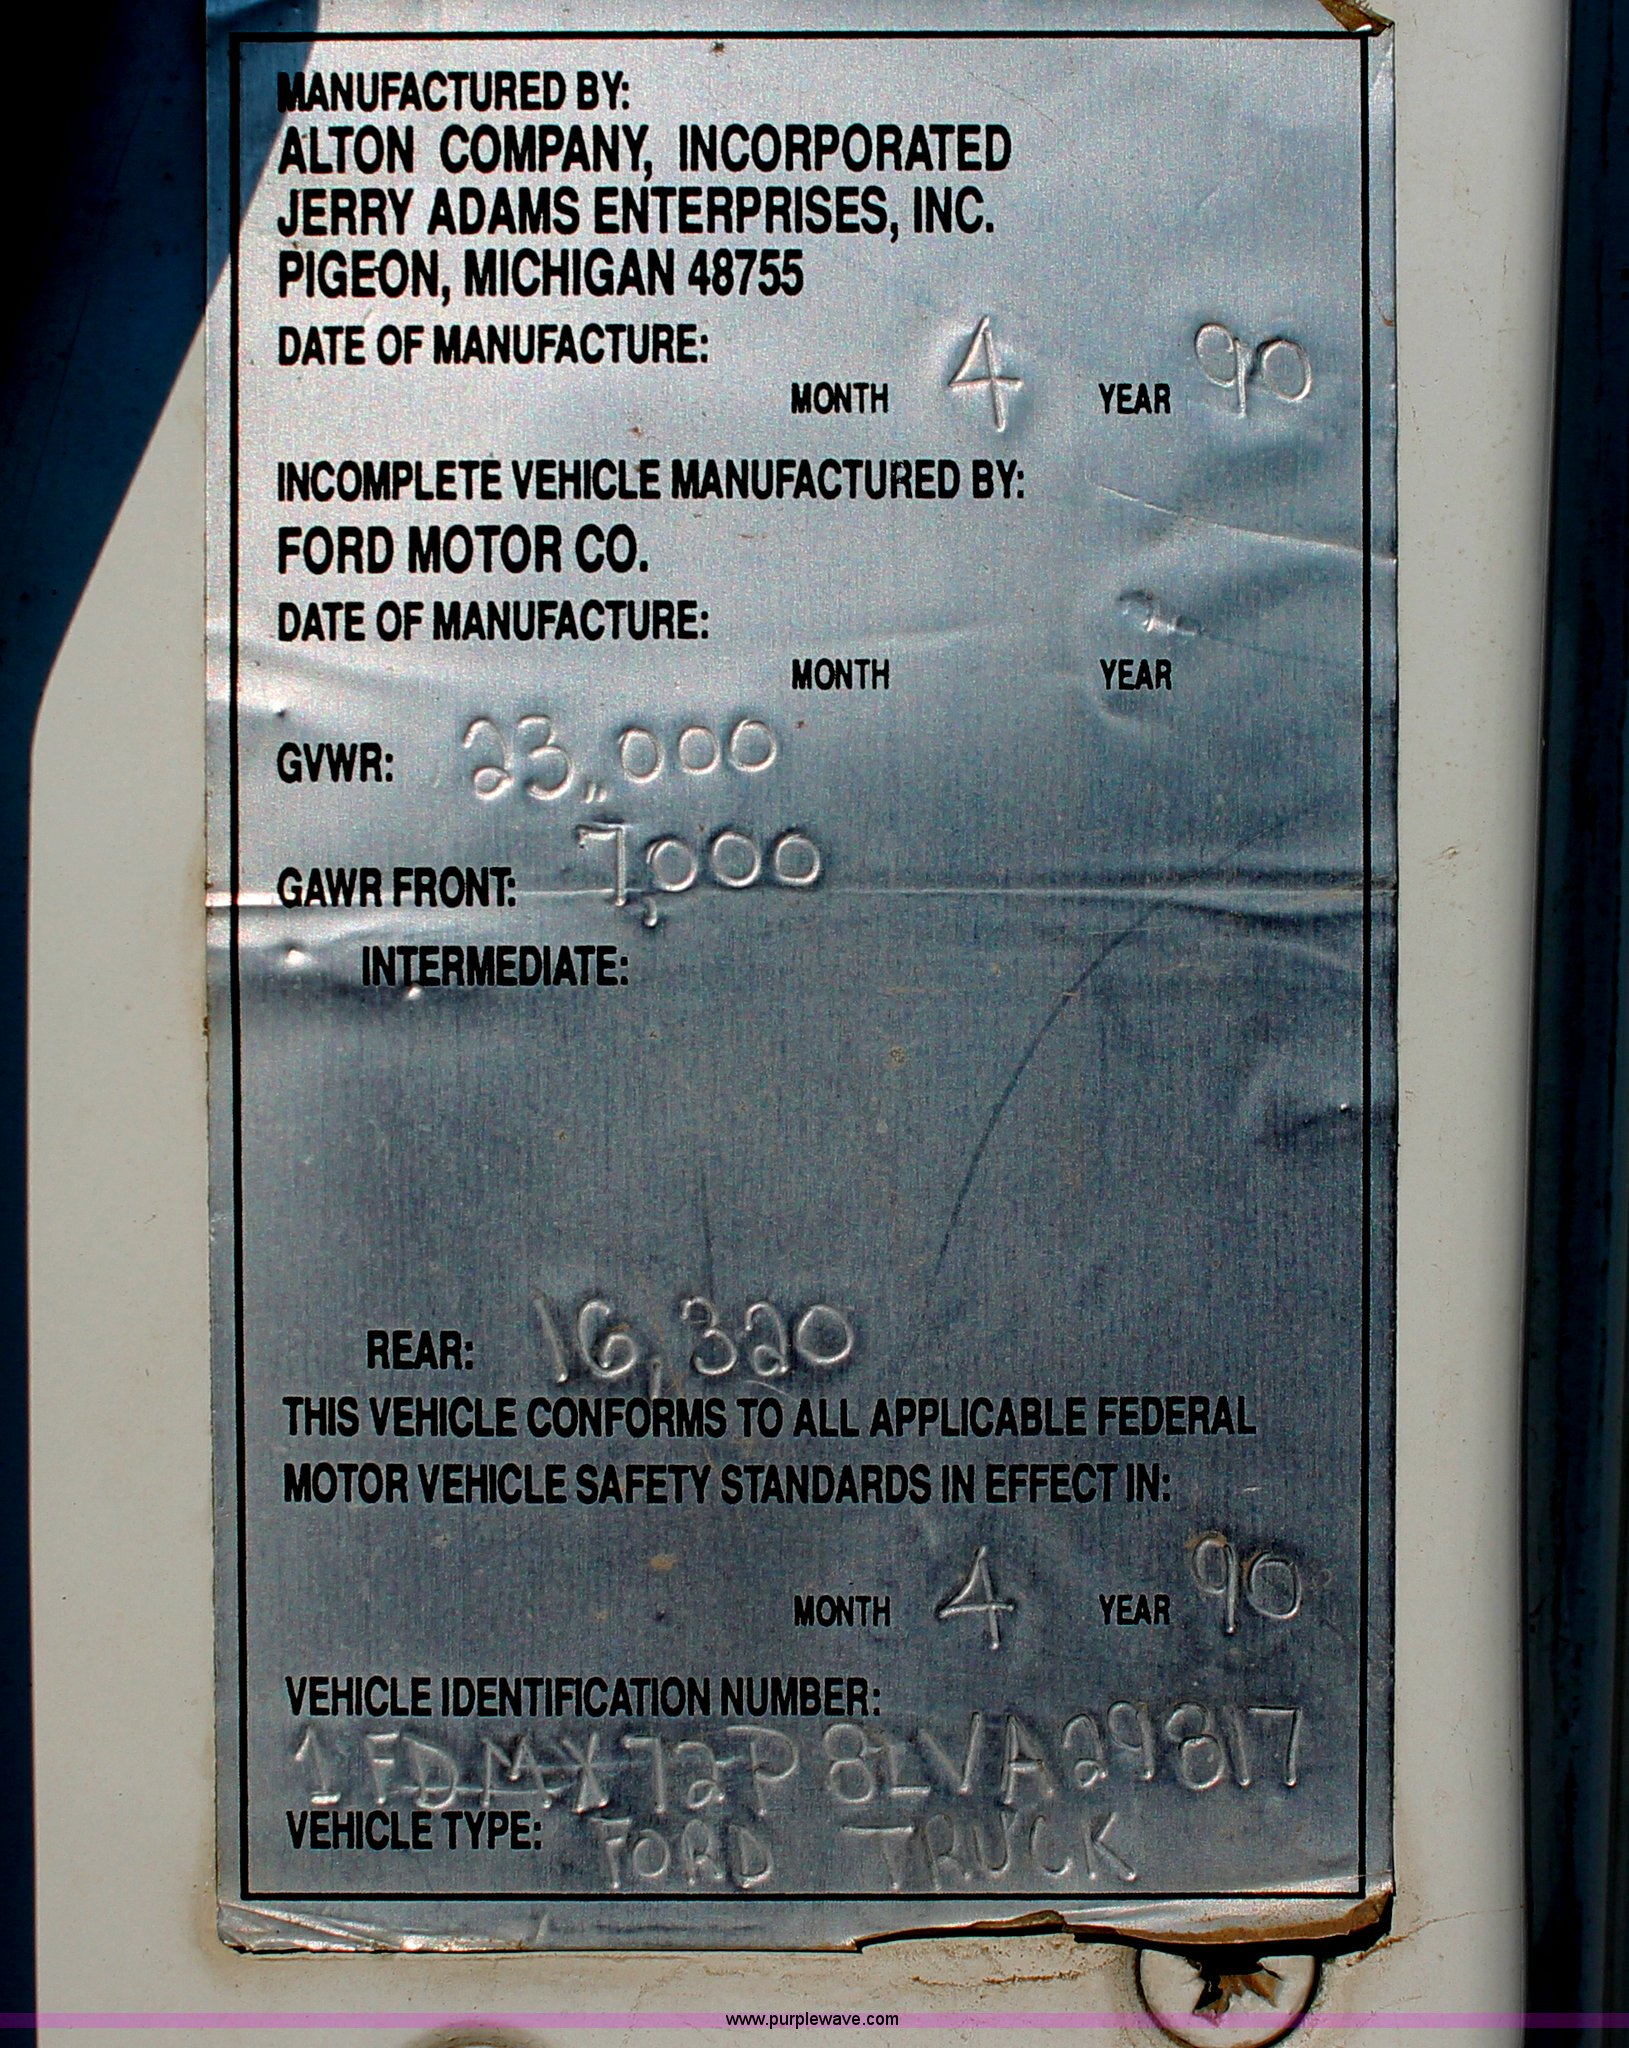 MANUFACTURED BY:
ALTON COMPANY, INCORPORATED
JERRY ADAMS ENTERPRISES, INC.
PIGEON, MICHIGAN 48755
DATE OF MANUFACTURE:
MONTH 4 YEAR 90
INCOMPLETE VEHICLE MANUFACTURED BY:
FORD MOTOR CO.
DATE OF MANUFACTURE:
MONTH YEAR
GVWR: 23,,000
GAWR FRONT: 7,000
INTERMEDIATE:
REAR: 16,320
THIS VEHICLE CONFORMS TO ALL APPLICABLE FEDERAL
MOTOR VEHICLE SAFETY STANDARDS IN EFFECT IN:
MONTH 4 YEAR 90
VEHICLE IDENTIFICATION NUMBER:
1FDMX72P8LVA29817
VEHICLE TYPE: FORD TRUCK
www.purplewave.com